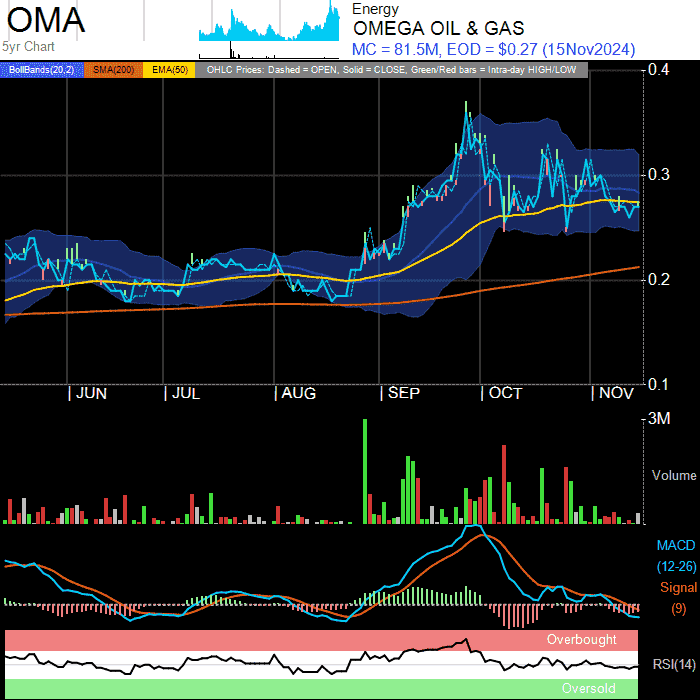 OMA
5yr Chart
Energy
OMEGA OIL & GAS
MC = 81.5M, EOD = $0.27 (15Nov2024)
BollBands(20,2) SMA(200) EMA(50) OHLC Prices: Dashed = OPEN, Solid = CLOSE, Green/Red bars = Intra-day HIGH/LOW
0.4
0.3
0.2
0.1
| JUN | JUL | AUG | SEP | OCT | NOV
3M
Volume
MACD
(12-26)
Signal
(9)
Overbought
RSI(14)
Oversold